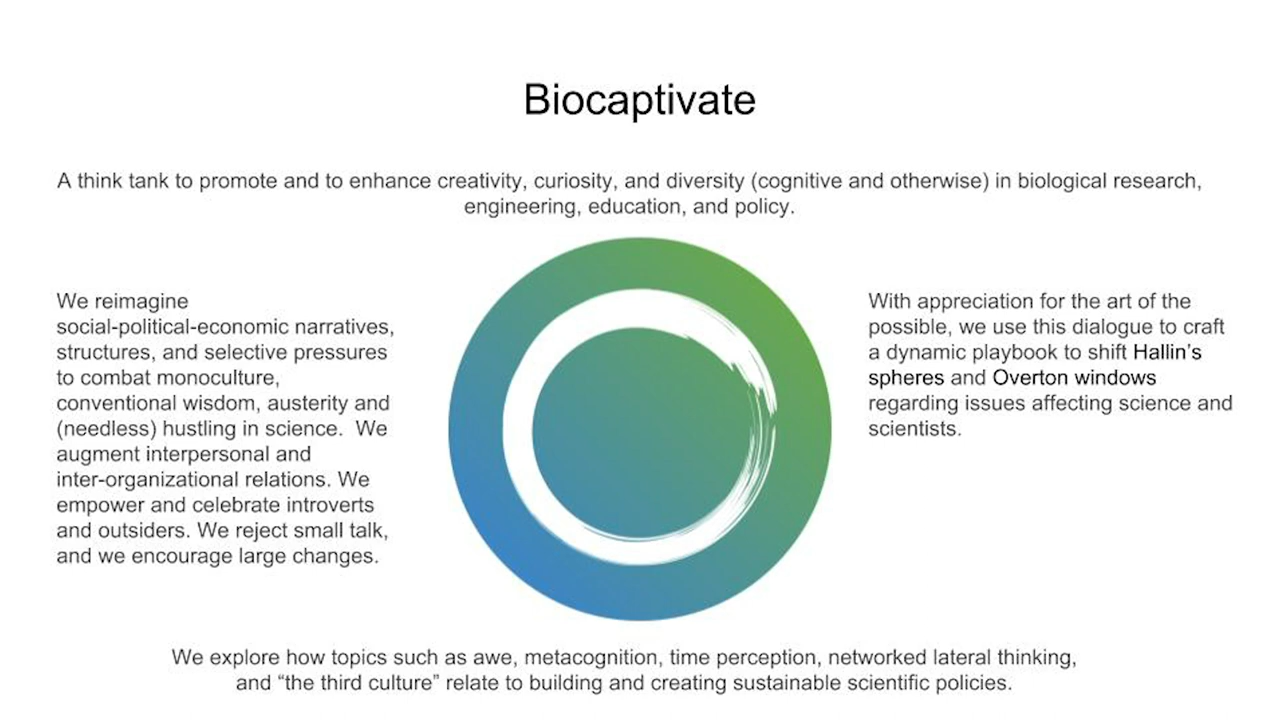 Biocaptivate
A think tank to promote and to enhance creativity, curiosity, and diversity (cognitive and otherwise) in biological research,
engineering, education, and policy.
We reimagine
social-political-economic narratives,
structures, and selective pressures
to combat monoculture,
conventional wisdom, austerity and
(needless) hustling in science.  We
augment interpersonal and
inter-organizational relations. We
empower and celebrate introverts
and outsiders. We reject small talk,
and we encourage large changes.
With appreciation for the art of the
possible, we use this dialogue to craft
a dynamic playbook to shift Hallin’s
spheres and Overton windows
regarding issues affecting science and
scientists.
We explore how topics such as awe, metacognition, time perception, networked lateral thinking,
and “the third culture” relate to building and creating sustainable scientific policies.